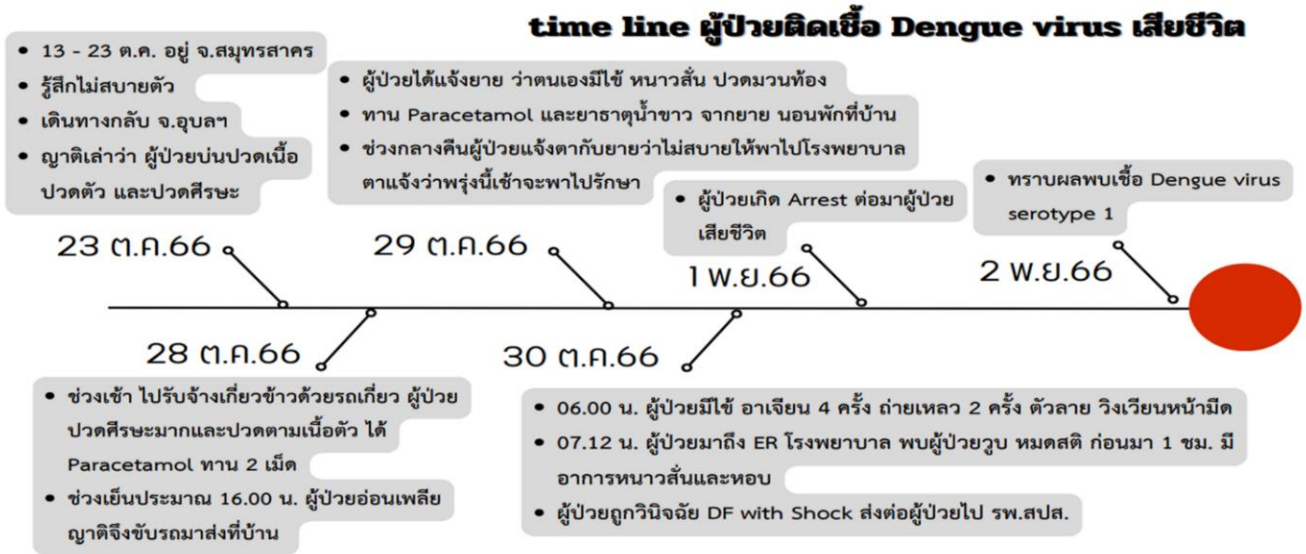 time line ผู้ป่วยติดเชื้อ Dengue virus เสียชีวิต
• 13 - 23 ต.ค. อยู่ จ.สมุทรสาคร
• รู้สึกไม่สบายตัว
• เดินทางกลับ จ.อุบลฯ
• ญาติเล่าว่า ผู้ป่วยบ่นปวดเนื้อ
ปวดตัว และปวดศีรษะ
23 ต.ค.66
• ช่วงเช้า ไปรับจ้างเกี่ยวข้าวด้วยรถเกี่ยว ผู้ป่วย
ปวดศีรษะมากและปวดตามเนื้อตัว ได้
Paracetamol ทาน 2 เม็ด
• ช่วงเย็นประมาณ 16.00 น. ผู้ป่วยอ่อนเพลีย
ญาติจึงขับรถมาส่งที่บ้าน
28 ต.ค.66
• ผู้ป่วยได้แจ้งยาย ว่าตนเองมีไข้ หนาวสั่น ปวดมวนท้อง
• ทาน Paracetamol และยาธาตุน้ำขาว จากยาย นอนพักที่บ้าน
• ช่วงกลางคืนผู้ป่วยแจ้งตากับยายว่าไม่สบายให้พาไปโรงพยาบาล
ตาแจ้งว่าพรุ่งนี้เช้าจะพาไปรักษา
29 ต.ค.66
30 ต.ค.66
• 06.00 น. ผู้ป่วยมีไข้ อาเจียน 4 ครั้ง ถ่ายเหลว 2 ครั้ง ตัวลาย วิงเวียนหน้ามืด
• 07.12 น. ผู้ป่วยมาถึง ER โรงพยาบาล พบผู้ป่วยวูบ หมดสติ ก่อนมา 1 ชม. มี
อาการหนาวสั่นและหอบ
• ผู้ป่วยถูกวินิจฉัย DF with Shock ส่งต่อผู้ป่วยไป รพ.สปส.
• ผู้ป่วยเกิด Arrest ต่อมาผู้ป่วย
เสียชีวิต
1 พ.ย.66
• ทราบผลพบเชื้อ Dengue virus
serotype 1
2 พ.ย.66